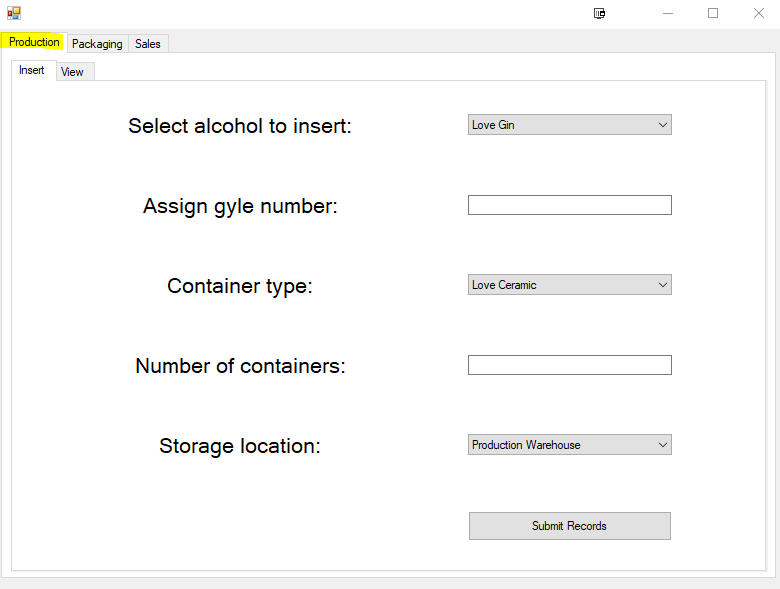 Production Packaging Sales
Insert View
Select alcohol to insert: Love Gin
Assign gyle number:
Container type: Love Ceramic
Number of containers:
Storage location: Production Warehouse
Submit Records